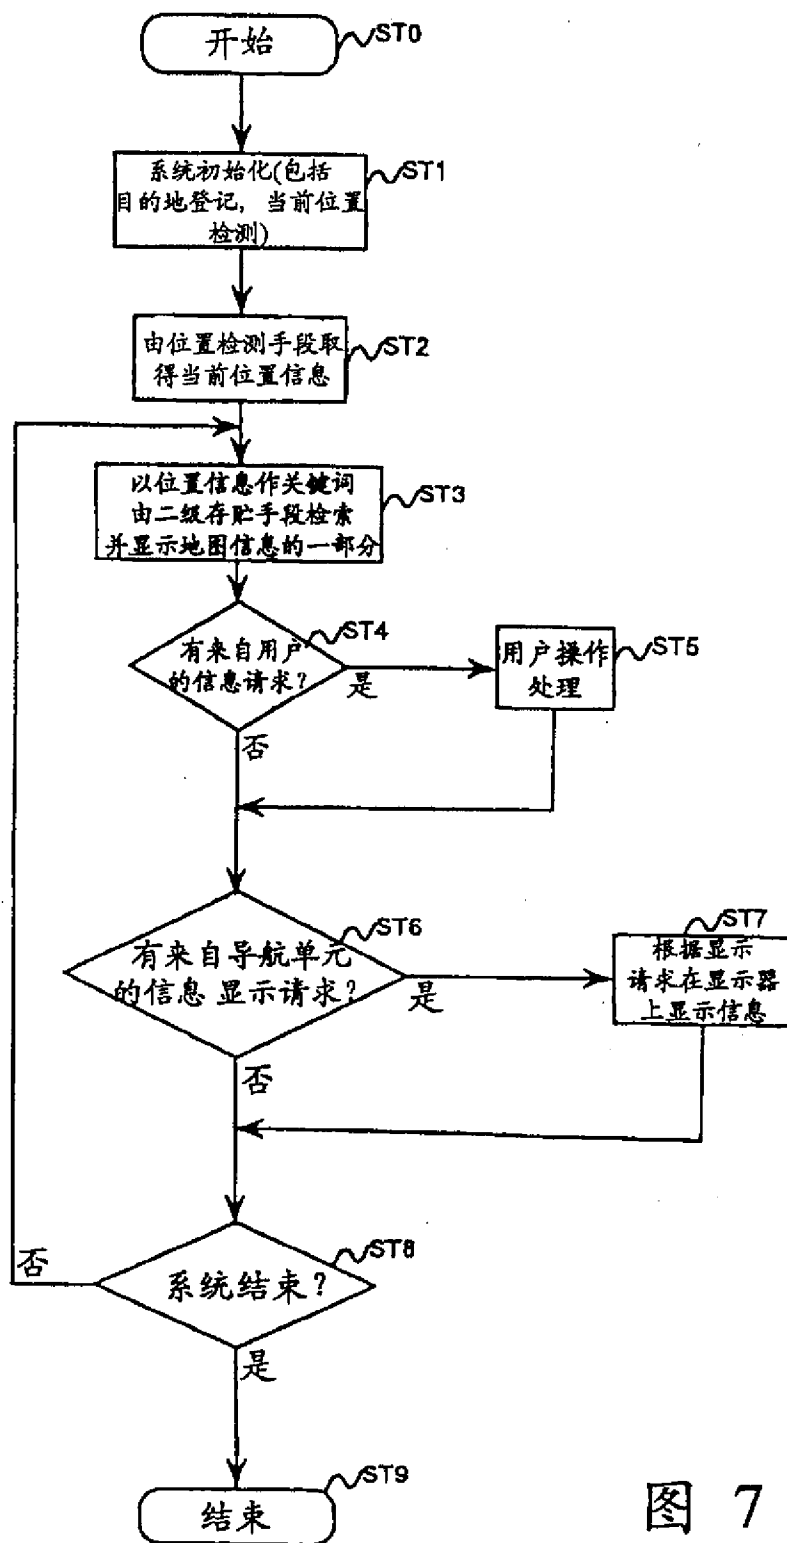 开始
ST0
系统初始化(包括
目的地登记, 当前位置
检测)
ST1
由位置检测手段取
得当前位置信息
ST2
以位置信息作关键词
由二级存贮手段检索
并显示地图信息的一部分
ST3
有来自用户
的信息请求?
ST4
是
用户操作
处理
ST5
否
有来自导航单元
的信息 显示请求?
ST6
是
根据显示
请求在显示器
上显示信息
ST7
否
系统结束?
ST8
否
是
结束
ST9
图 7